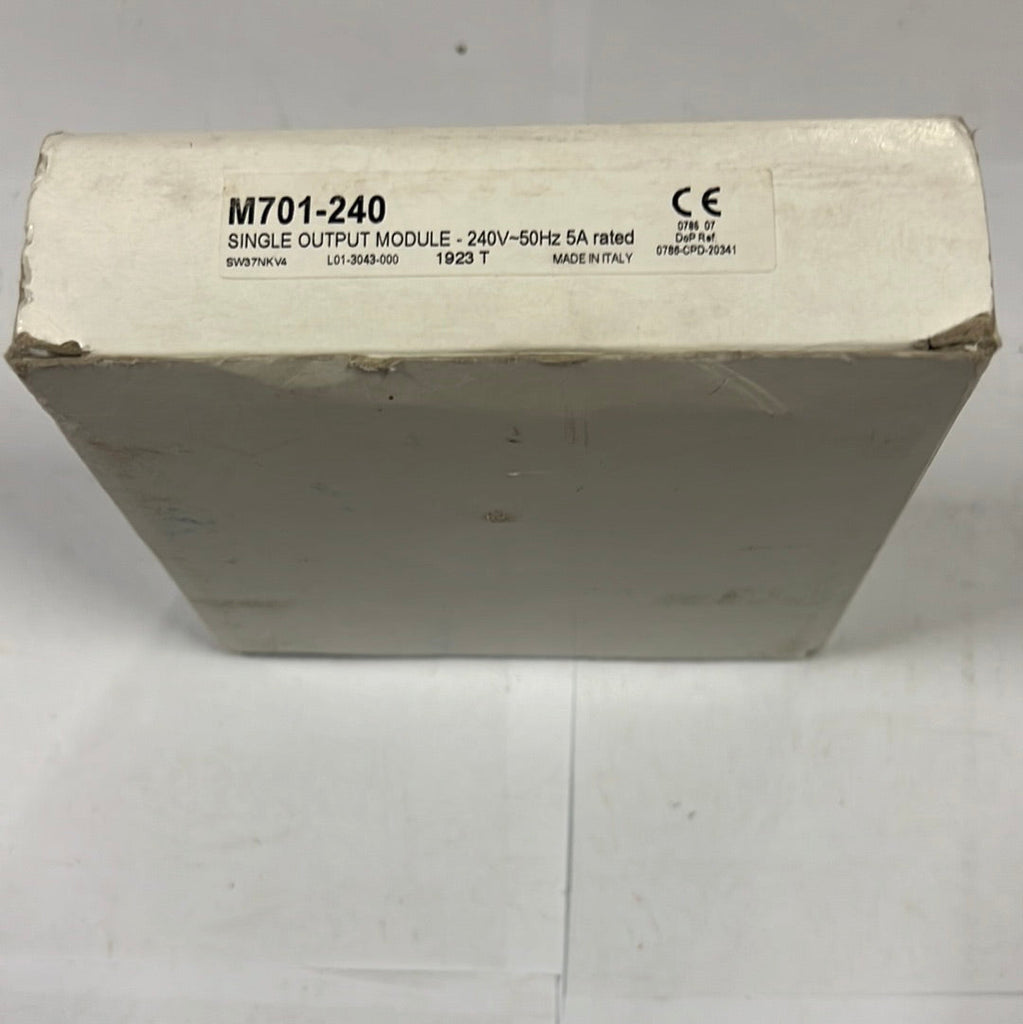 M701-240
SINGLE OUTPUT MODULE - 240V~50Hz 5A rated
SW37NKV4 L01-3043-000 1923 T MADE IN ITALY
CE
0786 07
DoP Ref.
0786-CPD-20341